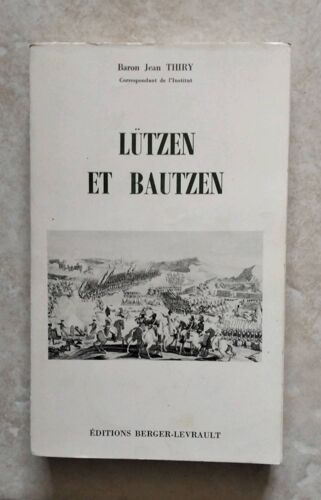 Baron Jean THIRY
Correspondant de l'Institut
LÜTZEN
ET BAUTZEN
ÉDITIONS BERGER-LEVRAULT